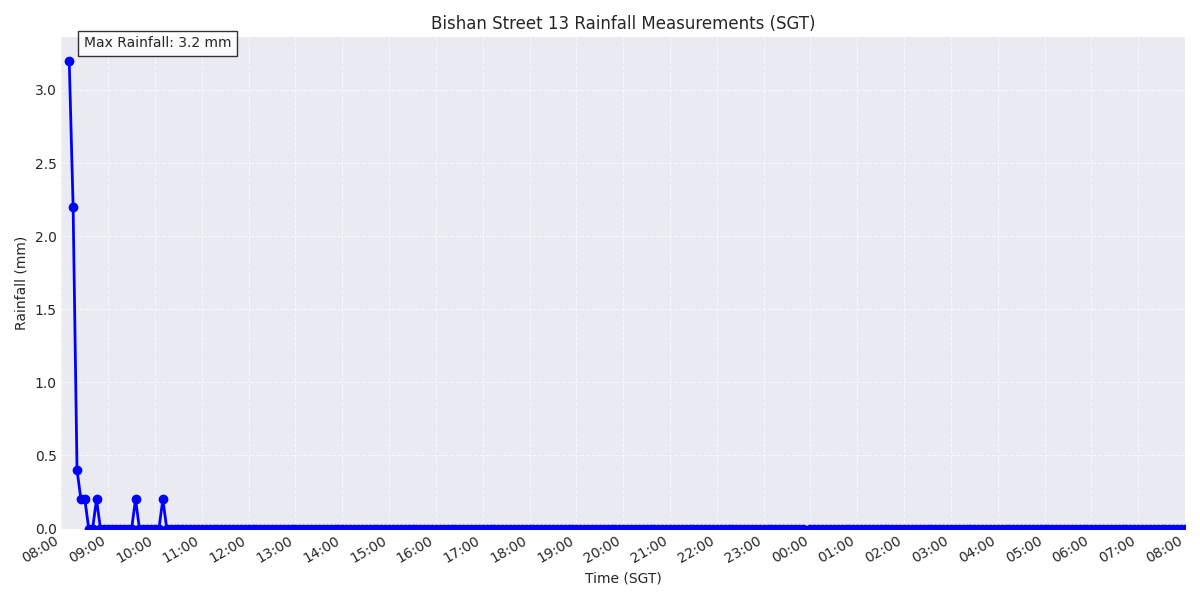 Bishan Street 13 Rainfall Measurements (SGT)
Max Rainfall: 3.2 mm
Rainfall (mm)
3.0
2.5
2.0
1.5
1.0
0.5
0.0
08:00 09:00 10:00 11:00 12:00 13:00 14:00 15:00 16:00 17:00 18:00 19:00 20:00 21:00 22:00 23:00 00:00 01:00 02:00 03:00 04:00 05:00 06:00 07:00 08:00
Time (SGT)